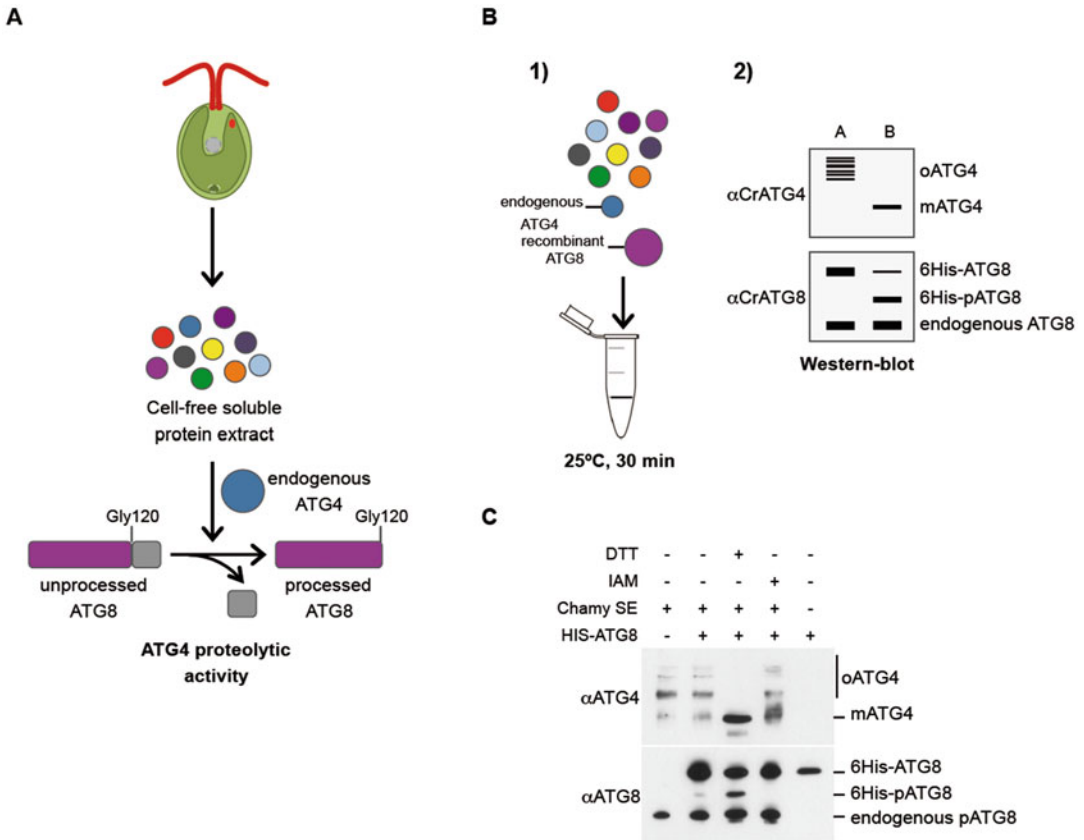 A
Cell-free soluble
protein extract
endogenous
ATG4
Gly120
Gly120
unprocessed
ATG8
processed
ATG8
ATG4 proteolytic
activity
B
1)
endogenous
ATG4
recombinant
ATG8
25ºC, 30 min
2)
A B
αCrATG4
oATG4
mATG4
αCrATG8
6His-ATG8
6His-pATG8
endogenous ATG8
Western-blot
C
DTT - - + - -
IAM - - - + -
Chamy SE + + + + -
HIS-ATG8 - + + + +
αATG4
oATG4
mATG4
αATG8
6His-ATG8
6His-pATG8
endogenous pATG8